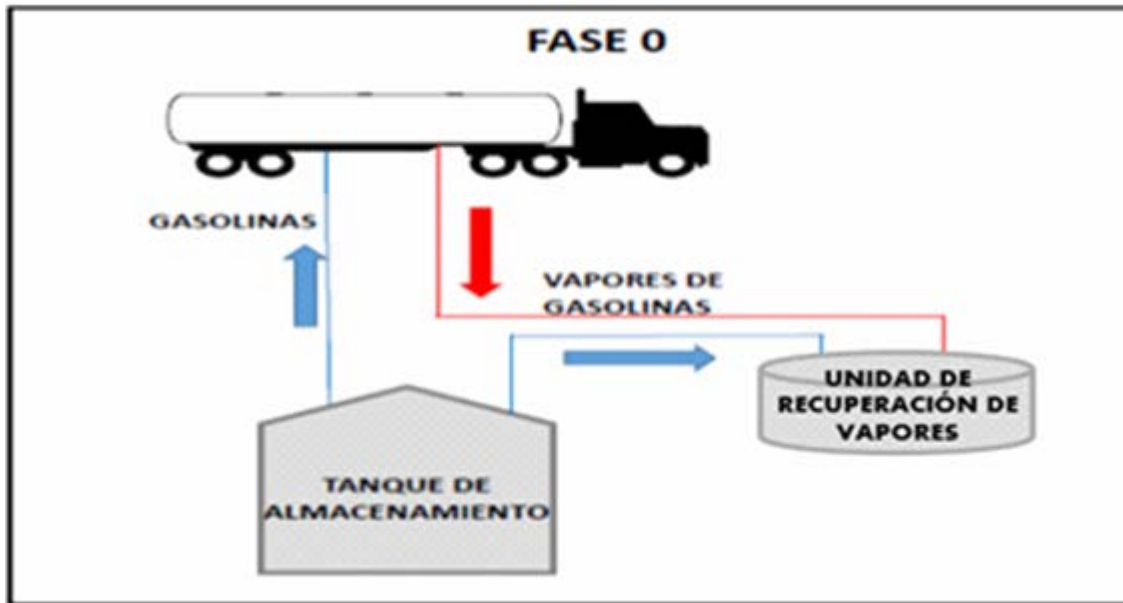 FASE 0
GASOLINAS
VAPORES DE
GASOLINAS
UNIDAD DE
RECUPERACIÓN DE
VAPORES
TANQUE DE
ALMACENAMIENTO